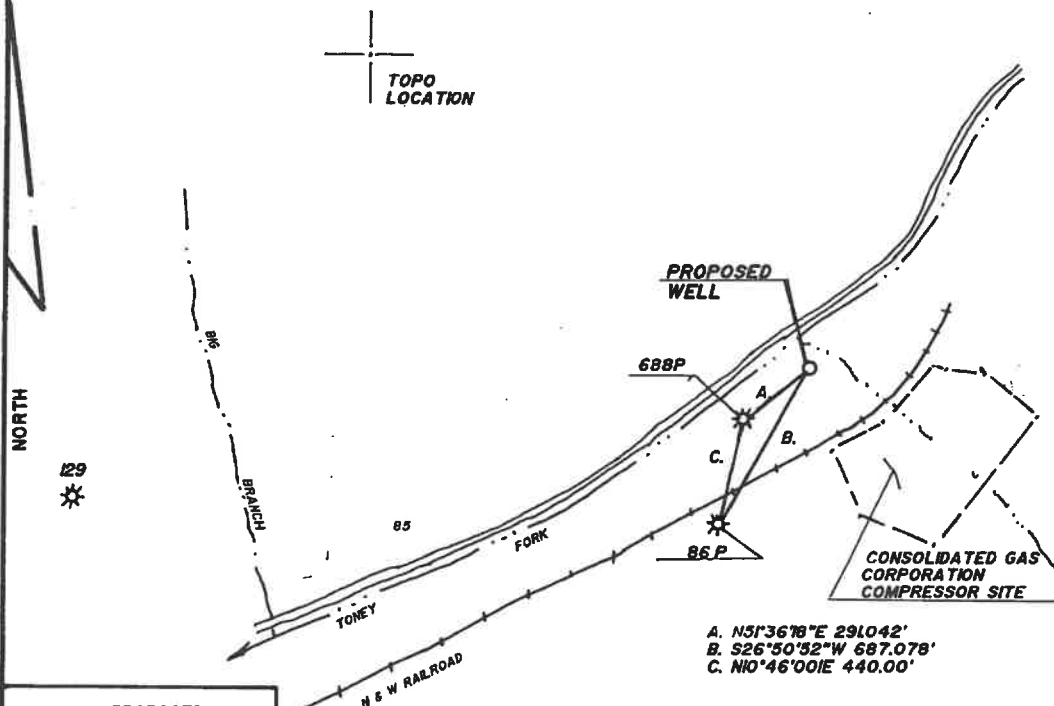 TOPO
LOCATION
PROPOSED
WELL
688P
A.
B.
C.
NORTH
BIG
BRANCH
129
85
FORK
TONEY
86P
N & W RAILROAD
CONSOLIDATED GAS
CORPORATION
COMPRESSOR SITE
A. N51°36'18"E 291.042'
B. S26°50'52"W 687.078'
C. N10°46'00"E 440.00'